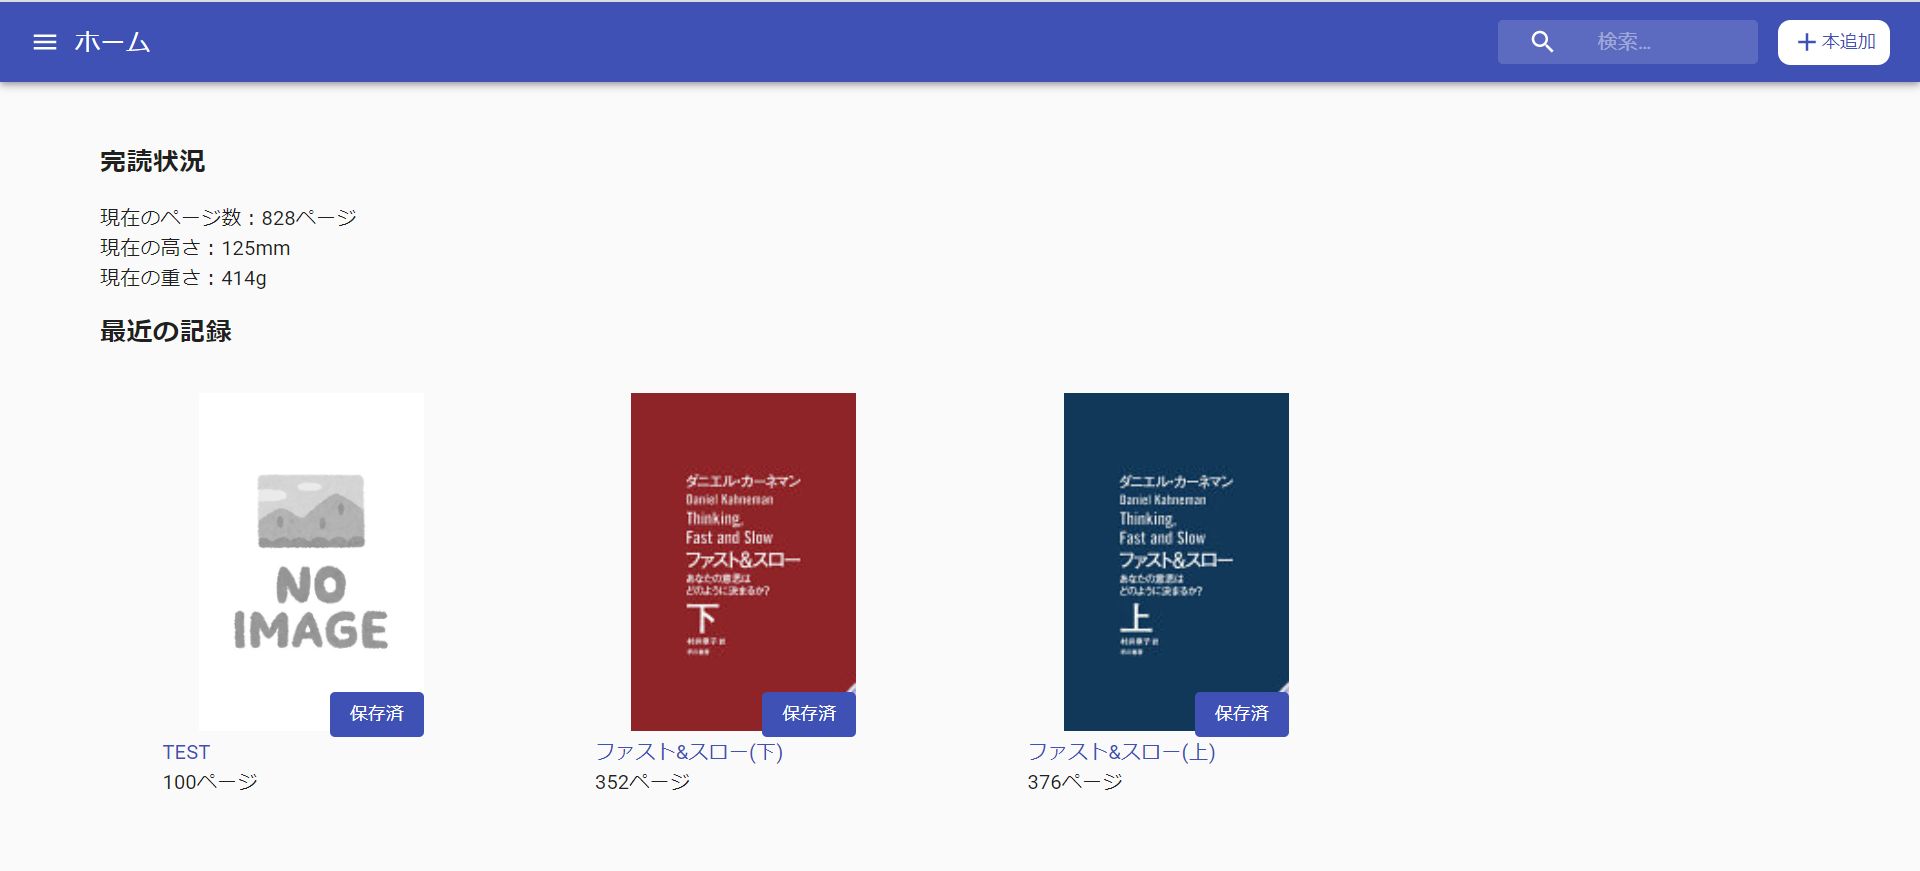 ホーム
検索...
本追加
完読状況
現在のページ数：828ページ
現在の高さ：125mm
現在の重さ：414g
最近の記録
NO
IMAGE
保存済
TEST
100ページ
ダニエル・カーネマン
Daniel Kahneman
Thinking,
Fast and Slow
ファスト&スロー
あなたの意思は
どのように決まるか?
下
保存済
ファスト&スロー(下)
352ページ
ダニエル・カーネマン
Daniel Kahneman
Thinking,
Fast and Slow
ファスト&スロー
あなたの意思は
どのように決まるか?
上
保存済
ファスト&スロー(上)
376ページ